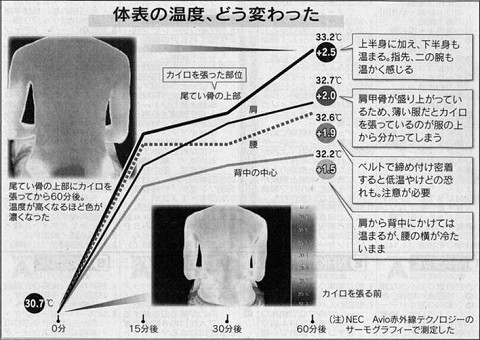 体表の温度、どう変わった
33.2℃
+2.5
上半身に加え、下半身も
温まる。指先、二の腕も
温かく感じる
カイロを張った部位
尾てい骨の上部
32.7℃
+2.0
肩
肩甲骨が盛り上がってい
るため、薄い服だとカイロ
を張っているのが服の上
から分かってしまう
32.6℃
+1.9
腰
ベルトで締め付け密着
すると低温やけどの恐
れも。注意が必要
32.2℃
+1.5
背中の中心
肩から背中にかけては
温まるが、腰の横が冷た
いまま
尾てい骨の上部にカイロを
張ってから60分後。
温度が高くなるほど色が
濃くなった
カイロを張る前
30.7℃
0分
15分後
30分後
60分後
(注)NEC Avio赤外線テクノロジーの
サーモグラフィーで測定した